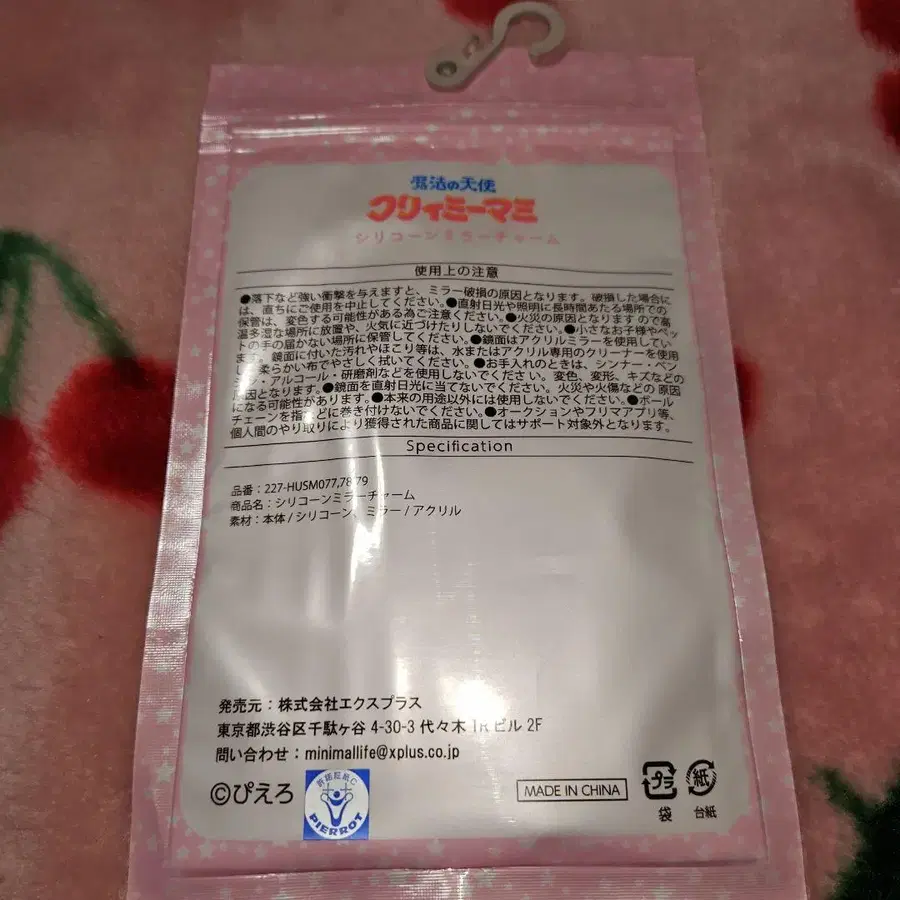 魔法の天使
クリィミーマミ
シリコーンミラーチャーム
使用上の注意
●落下など強い衝撃を与えますと、ミラー破損の原因となります。破損した場合に
は、直ちにご使用を中止してください。●直射日光や照明に長時間あたる場所での
保管は、変色する可能性がある為ご注意ください。●火災の原因となりますので高
温多湿な場所に放置や、火気に近づけたりしないでください。●小さなお子様やペッ
トの手の届かない場所に保管してください。●鏡面はアクリルミラーを使用してい
ます。鏡面に付いた汚れやほこり等は、水またはアクリル専用のクリーナーを使用
し、柔らかい布でやさしく拭いてください。●お手入れのときは、シンナー・ベン
ジン・アルコール・研磨剤などを使用しないでください。変色、変形、キズなどの
原因となります。●鏡面を直射日光に当てないでください。火災や火傷などの原因
になる可能性があります。●本来の用途以外には使用しないでください。●ボール
チェーンを指などに巻き付けないでください。●オークションやフリマアプリ等、
個人間のやり取りにより獲得された商品に関してはサポート対象外となります。
Specification
品番：227-HUSM077,78,79
商品名：シリコーンミラーチャーム
素材：本体 / シリコーン、ミラー / アクリル
発売元：株式会社エクスプラス
東京都渋谷区千駄ヶ谷 4-30-3 代々木 TR ビル 2F
問い合わせ：minimallife@xplus.co.jp
©ぴえろ
許諾証紙C
PIERROT
MADE IN CHINA
プラ
袋
紙
台紙